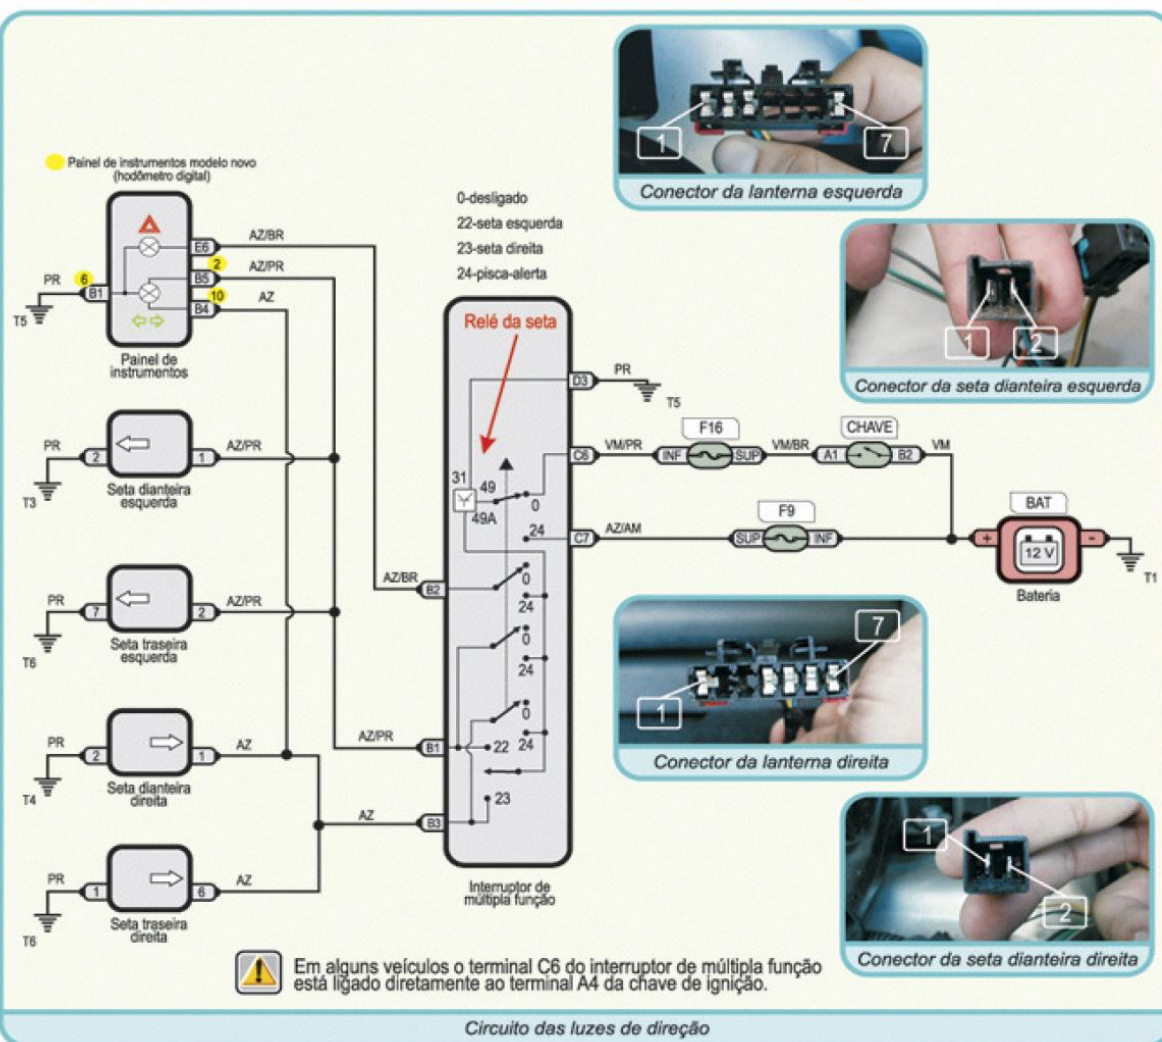 Conector da lanterna esquerda
1
7
Painel de instrumentos modelo novo
(hodômetro digital)
0-desligado
22-seta esquerda
23-seta direita
24-pisca-alerta
E6
AZ/BR
2
B5
AZ/PR
10
B4
AZ
PR
6
B1
T5
Painel de
instrumentos
1
2
Conector da seta dianteira esquerda
Relé da seta
D3
PR
T5
F16
CHAVE
C6
VM/PR
INF
SUP
VM/BR
A1
B2
VM
PR
2
1
AZ/PR
T3
Seta dianteira
esquerda
31
49
0
49A
24
C7
AZ/AM
F9
SUP
INF
BAT
+
-
12 V
T1
Bateria
AZ/BR
B2
0
24
PR
7
2
AZ/PR
T6
Seta traseira
esquerda
0
24
7
1
Conector da lanterna direita
0
PR
2
1
AZ
T4
Seta dianteira
direita
AZ/PR
B1
22
24
23
AZ
B3
PR
1
6
AZ
T6
Seta traseira
direita
Interruptor de
múltipla função
1
2
Conector da seta dianteira direita
Em alguns veículos o terminal C6 do interruptor de múltipla função
está ligado diretamente ao terminal A4 da chave de ignição.
Circuito das luzes de direção